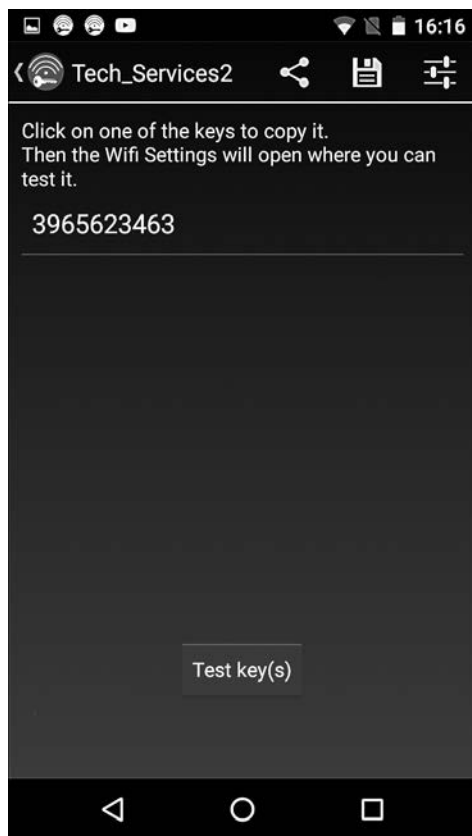 16:16
Tech_Services2
Click on one of the keys to copy it.
Then the Wifi Settings will open where you can
test it.
3965623463
Test key(s)